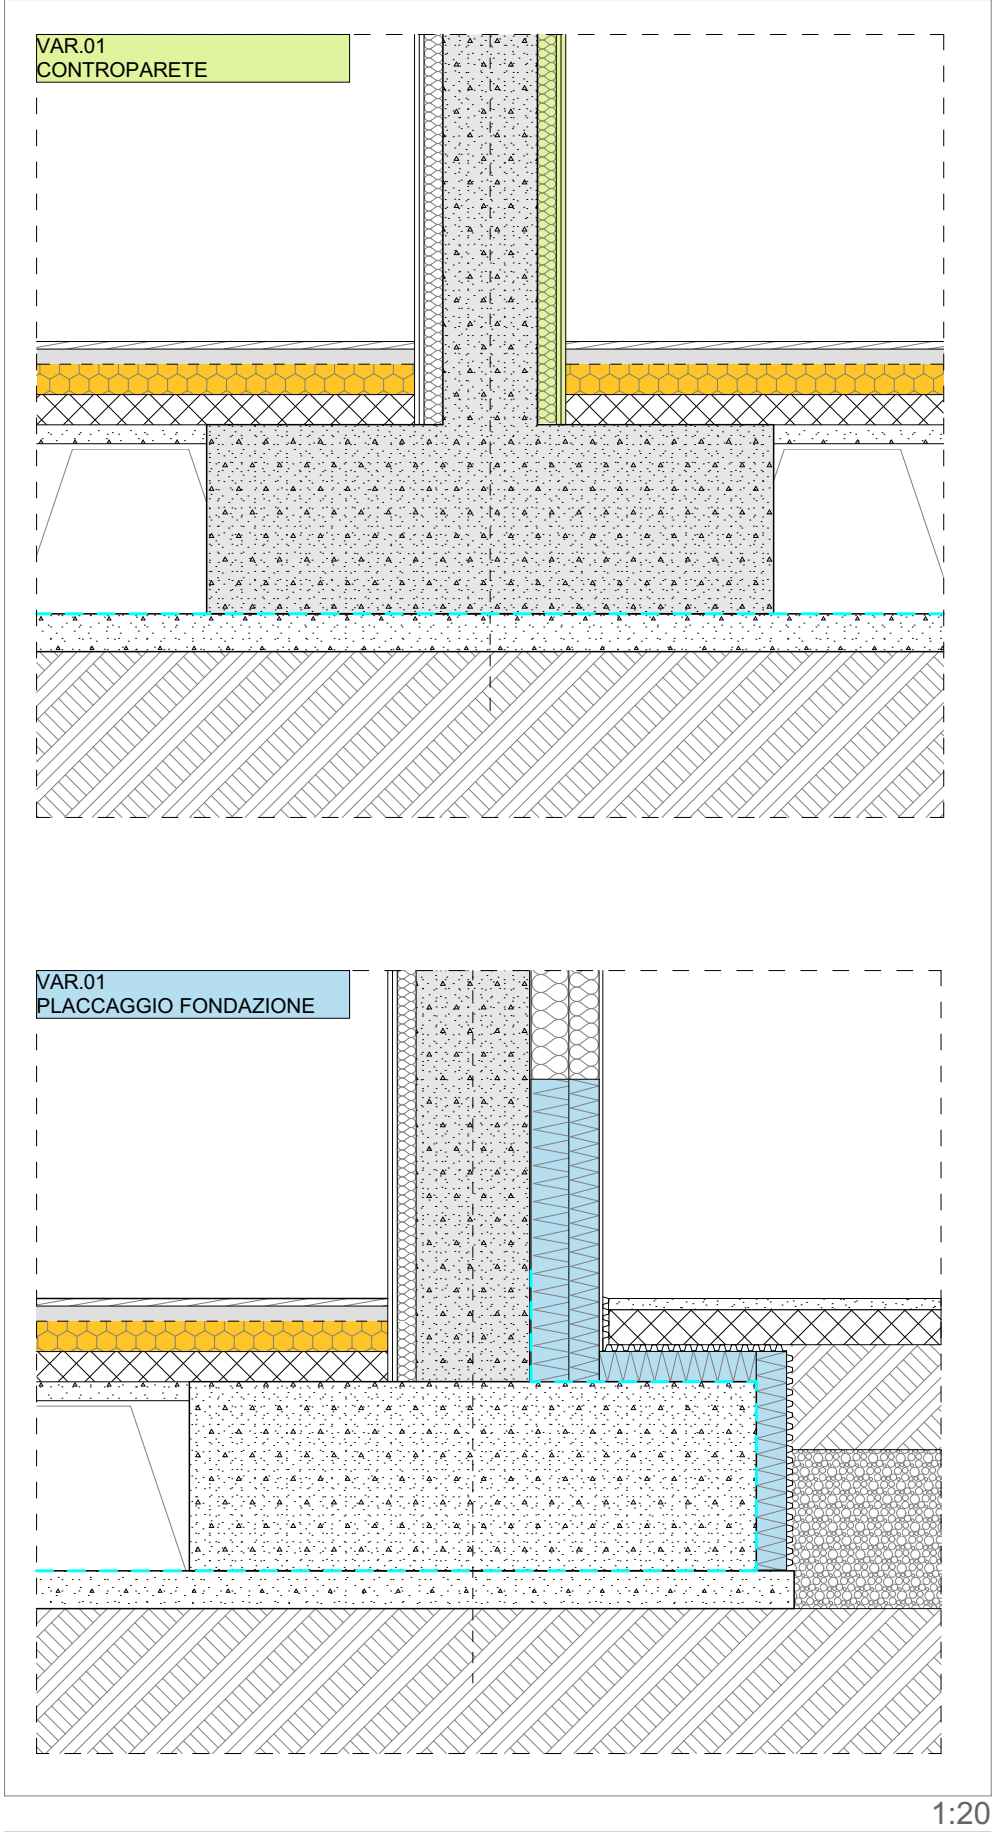 VAR.01
CONTROPARETE
VAR.01
PLACCAGGIO FONDAZIONE
1:20